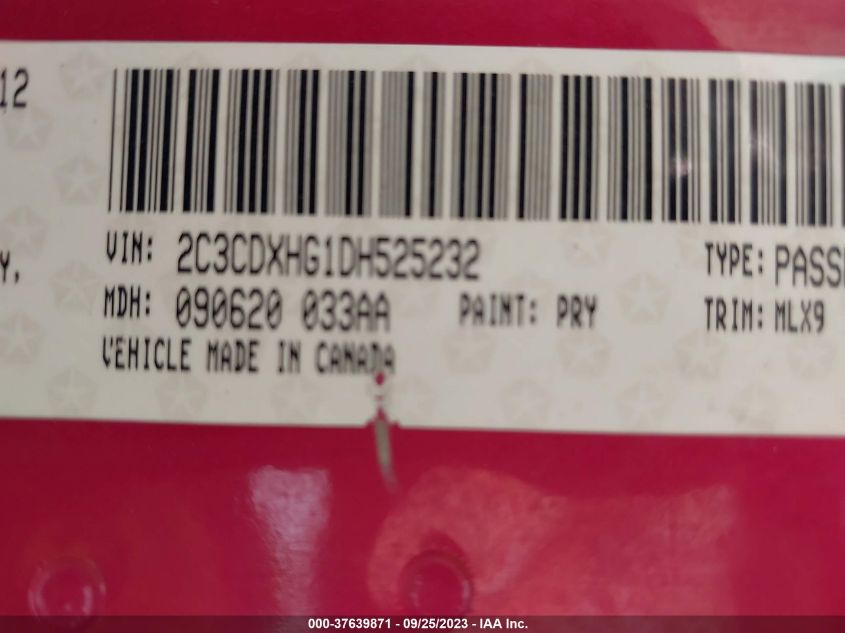 12
Y,
VIN: 2C3CDXHG1DH525232 TYPE: PASS
MDH: 090620 033AA PAINT: PRY TRIM: MLX9
VEHICLE MADE IN CANADA
000-37639871 - 09/25/2023 - IAA Inc.